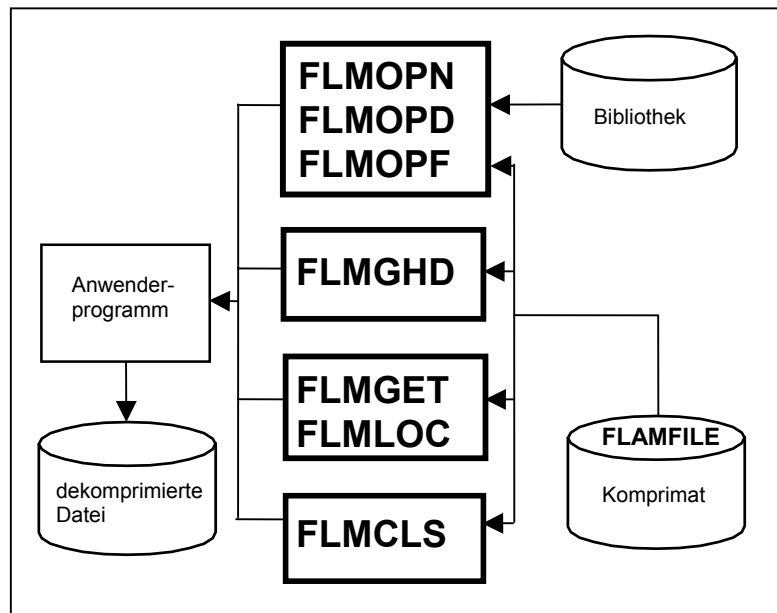 FLMOPN
FLMOPD
FLMOPF
Bibliothek
FLMGHD
Anwender-
programm
FLMGET
FLMLOC
FLAMFILE
Komprimat
dekomprimierte
Datei
FLMCLS